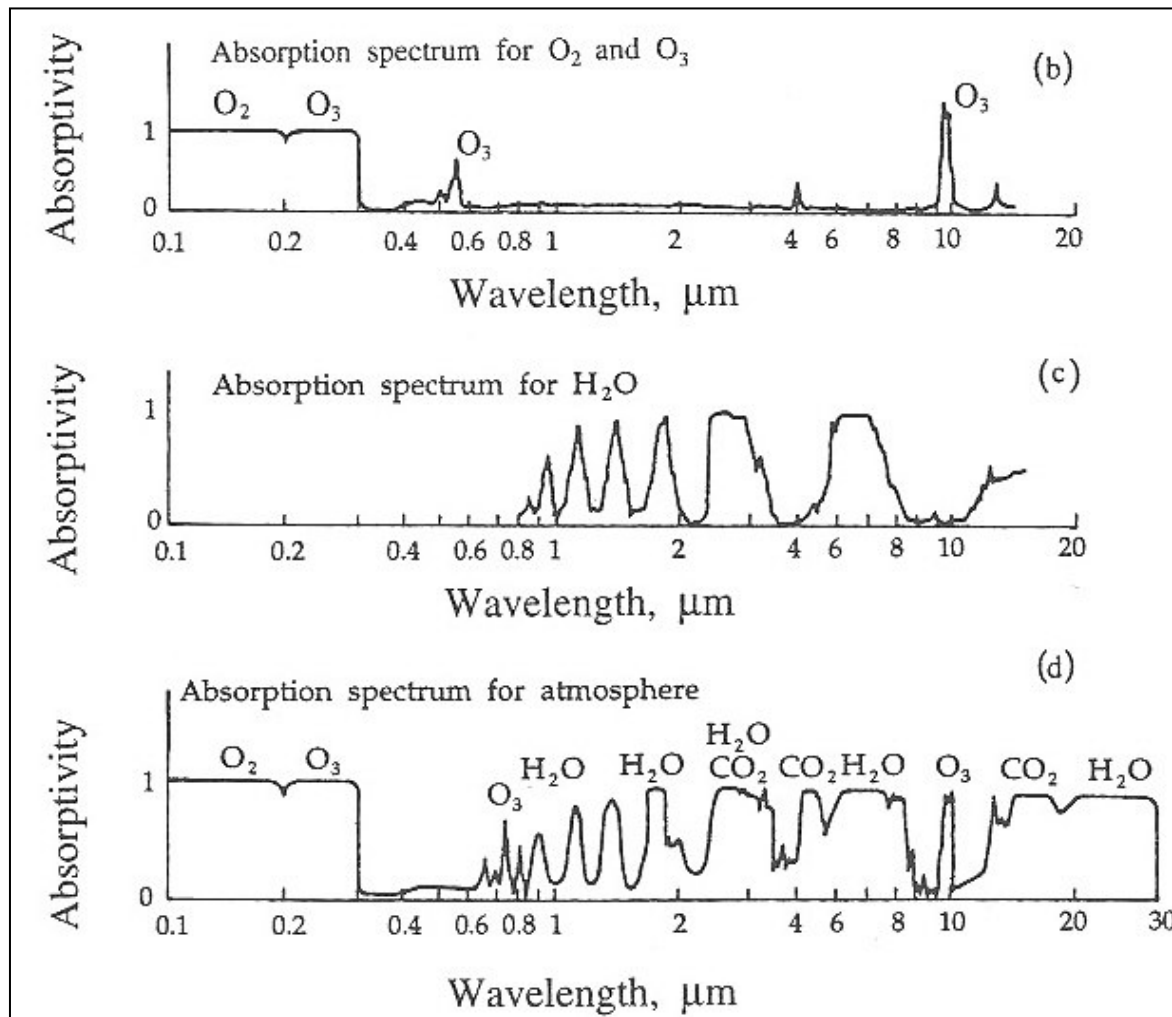 Absorption spectrum for O₂ and O₃ (b)
Absorptivity
O₂ O₃ O₃ O₃
1
0
0.1 0.2 0.4 0.6 0.8 1 2 4 6 8 10 20
Wavelength, μm
Absorption spectrum for H₂O (c)
Absorptivity
1
0
0.1 0.2 0.4 0.6 0.8 1 2 4 6 8 10 20
Wavelength, μm
Absorption spectrum for atmosphere (d)
Absorptivity
H₂O
O₂ O₃ O₃ H₂O H₂O CO₂ CO₂ H₂O O₃ CO₂ H₂O
1
0
0.1 0.2 0.4 0.6 0.8 1 2 4 6 8 10 20 30
Wavelength, μm